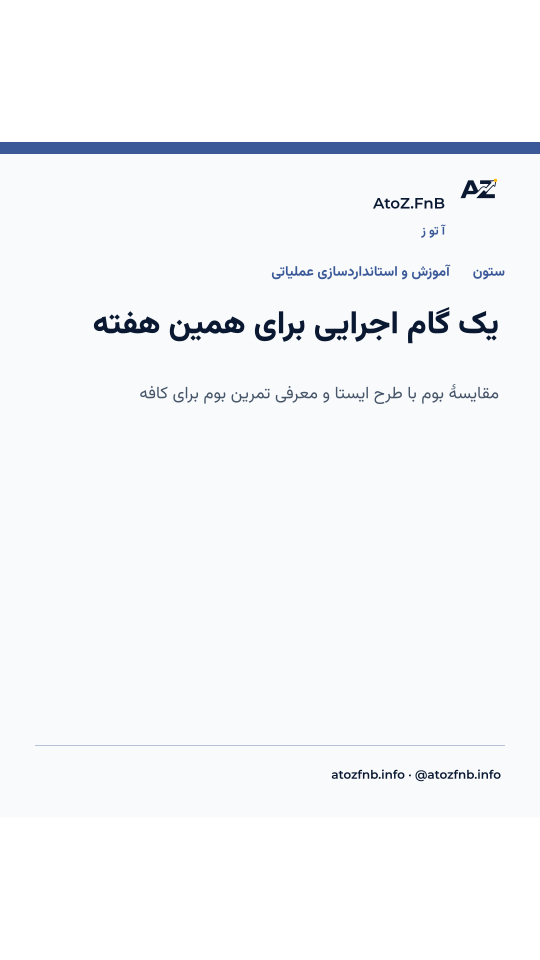 AZ
AtoZ.FnB
آ تو ز
ستون آموزش و استانداردسازی عملیاتی
یک گام اجرایی برای همین هفته
مقایسهٔ بوم با طرح ایستا و معرفی تمرین بوم برای کافه
atozfnb.info · @atozfnb.info